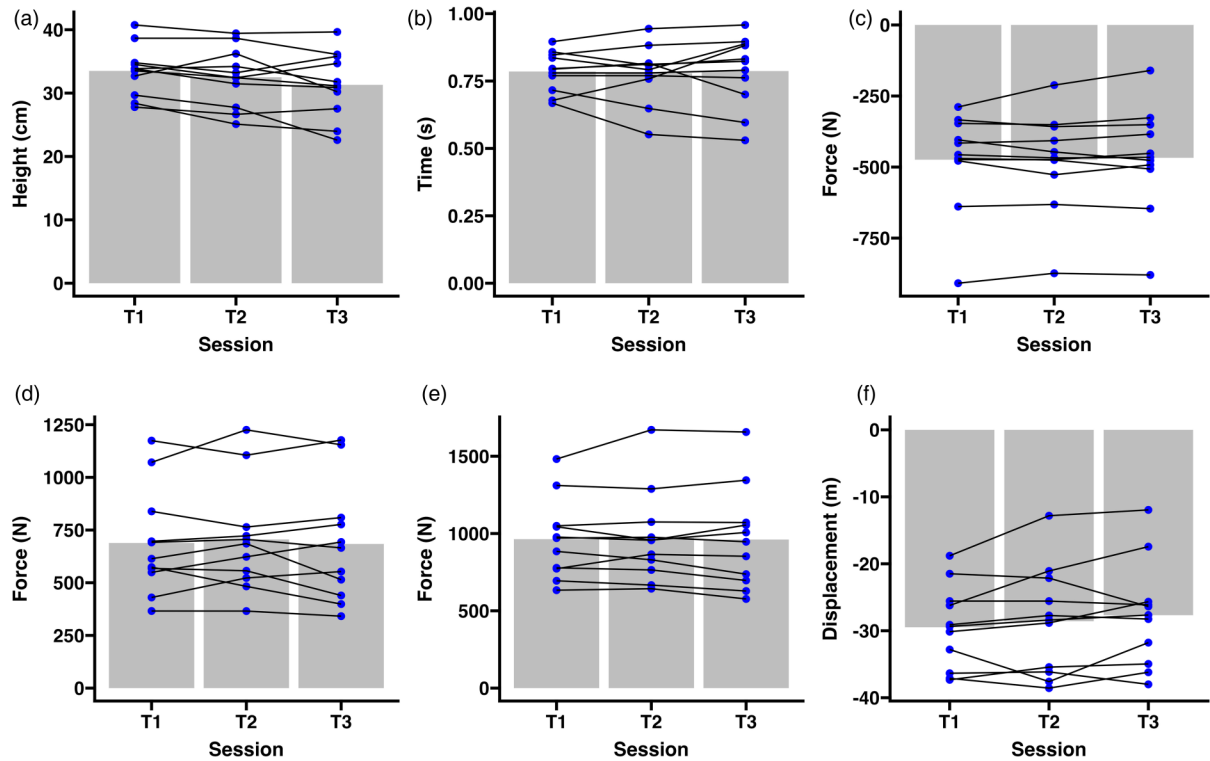 (a)
Height (cm)
40
30
20
10
0
T1 T2 T3
Session
(b)
Time (s)
1.00
0.75
0.50
0.25
0.00
T1 T2 T3
Session
(c)
Force (N)
0
-250
-500
-750
T1 T2 T3
Session
(d)
Force (N)
1250
1000
750
500
250
0
T1 T2 T3
Session
(e)
Force (N)
1500
1000
500
0
T1 T2 T3
Session
(f)
Displacement (m)
0
-10
-20
-30
-40
T1 T2 T3
Session